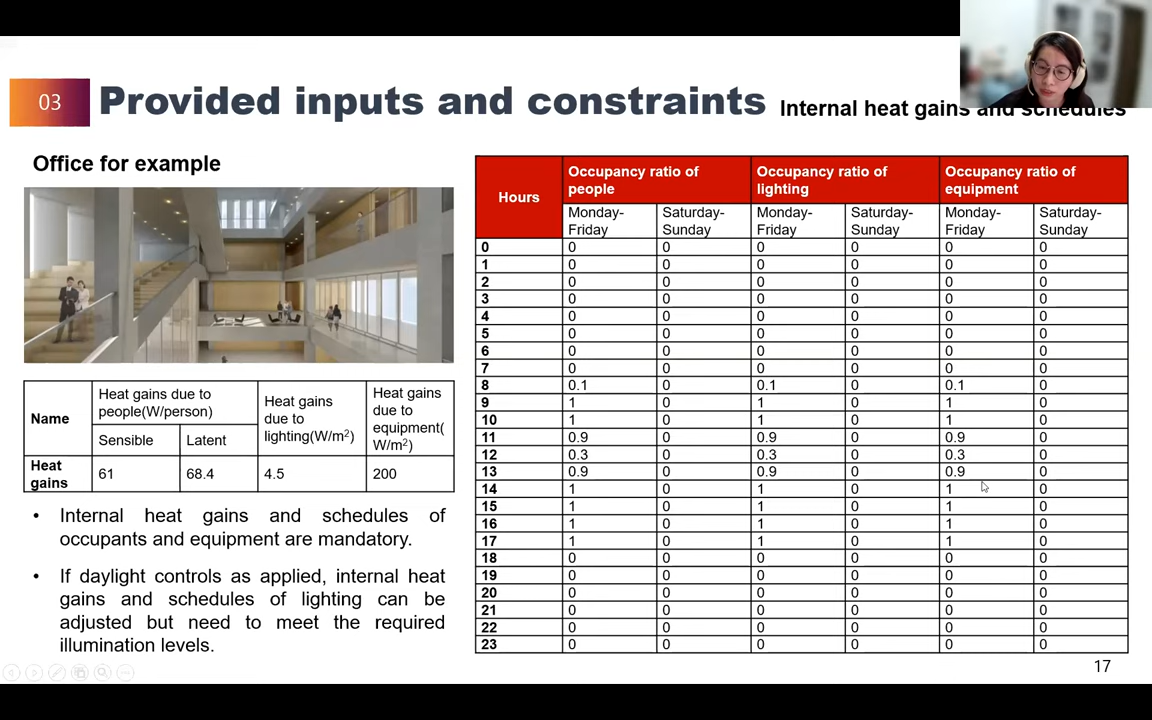 03
Provided inputs and constraints
Internal heat gains and schedules
Office for example
Name
Heat gains due to
people(W/person)
Heat gains
due to
lighting(W/m²)
Heat gains
due to
equipment(
W/m²)
Sensible
Latent
Heat
gains
61
68.4
4.5
200
• Internal heat gains and schedules of
occupants and equipment are mandatory.
• If daylight controls as applied, internal heat
gains and schedules of lighting can be
adjusted but need to meet the required
illumination levels.
Hours
Occupancy ratio of
people
Occupancy ratio of
lighting
Occupancy ratio of
equipment
Monday-
Friday
Saturday-
Sunday
Monday-
Friday
Saturday-
Sunday
Monday-
Friday
Saturday-
Sunday
0 0 0 0 0 0 0
1 0 0 0 0 0 0
2 0 0 0 0 0 0
3 0 0 0 0 0 0
4 0 0 0 0 0 0
5 0 0 0 0 0 0
6 0 0 0 0 0 0
7 0 0 0 0 0 0
8 0.1 0 0.1 0 0.1 0
9 1 0 1 0 1 0
10 1 0 1 0 1 0
11 0.9 0 0.9 0 0.9 0
12 0.3 0 0.3 0 0.3 0
13 0.9 0 0.9 0 0.9 0
14 1 0 1 0 1 0
15 1 0 1 0 1 0
16 1 0 1 0 1 0
17 1 0 1 0 1 0
18 0 0 0 0 0 0
19 0 0 0 0 0 0
20 0 0 0 0 0 0
21 0 0 0 0 0 0
22 0 0 0 0 0 0
23 0 0 0 0 0 0
17